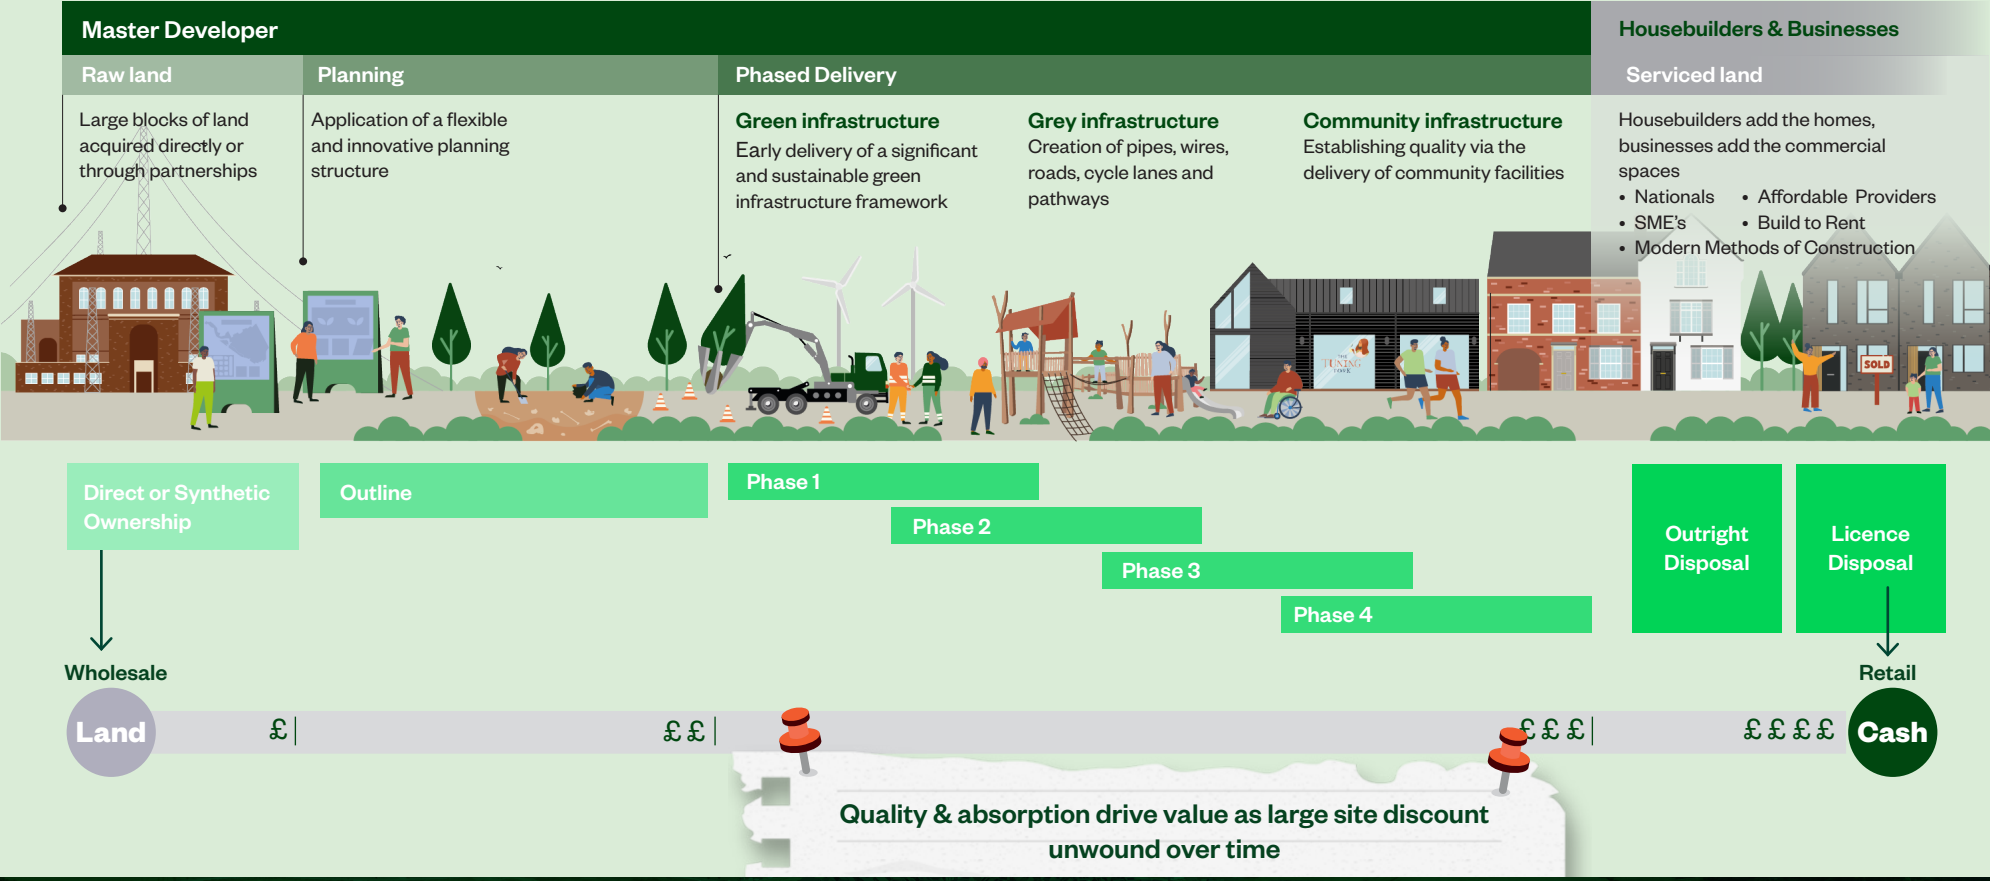 Master Developer
Housebuilders & Businesses
Raw land
Planning
Phased Delivery
Serviced land
Large blocks of land
acquired directly or
through partnerships
Application of a flexible
and innovative planning
structure
Green infrastructure
Early delivery of a significant
and sustainable green
infrastructure framework
Grey infrastructure
Creation of pipes, wires,
roads, cycle lanes and
pathways
Community infrastructure
Establishing quality via the
delivery of community facilities
Housebuilders add the homes,
businesses add the commercial
spaces
• Nationals
• Affordable Providers
• SME's
• Build to Rent
• Modern Methods of Construction
THE
TUNING
FORK
SOLD
Direct or Synthetic
Ownership
Outline
Phase 1
Phase 2
Phase 3
Phase 4
Outright
Disposal
Licence
Disposal
Wholesale
Retail
Land
£
££
£££
££££
Cash
Quality & absorption drive value as large site discount
unwound over time